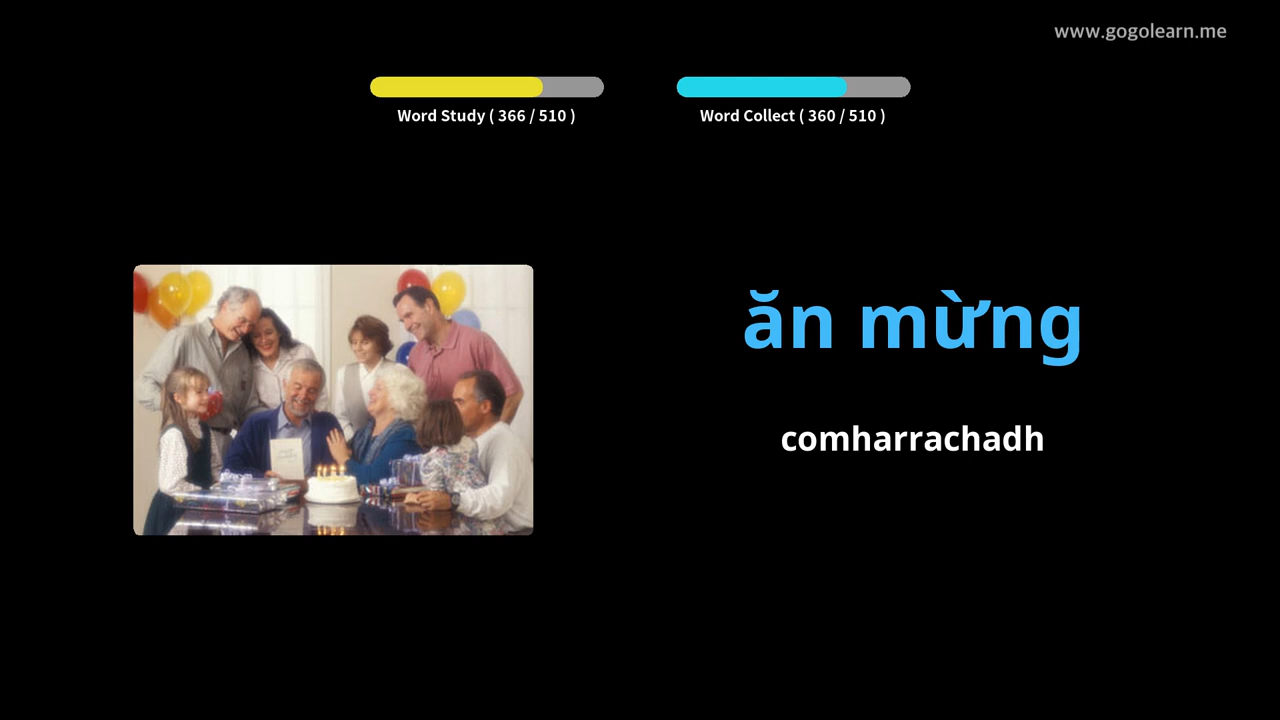 www.gogolearn.me
Word Study ( 366 / 510 )
Word Collect ( 360 / 510 )
ăn mừng
comharrachadh